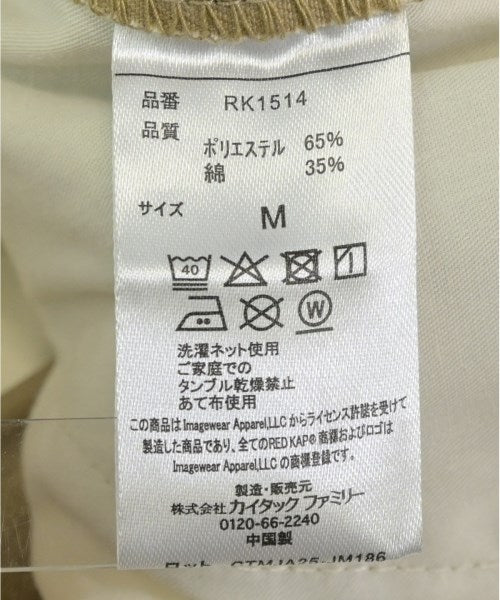 品番 RK1514
品質
ポリエステル 65%
綿 35%
サイズ M
40
W
洗濯ネット使用
ご家庭での
タンブル乾燥禁止
あて布使用
この商品はImagewear Apparel,LLCからライセンス許諾を受けて
製造した商品であり、全てのRED KAP® 商標およびロゴは
Imagewear Apparel,LLCの商標登録です。
製造・販売元
株式会社 カイタック ファミリー
0120-66-2240
中国製